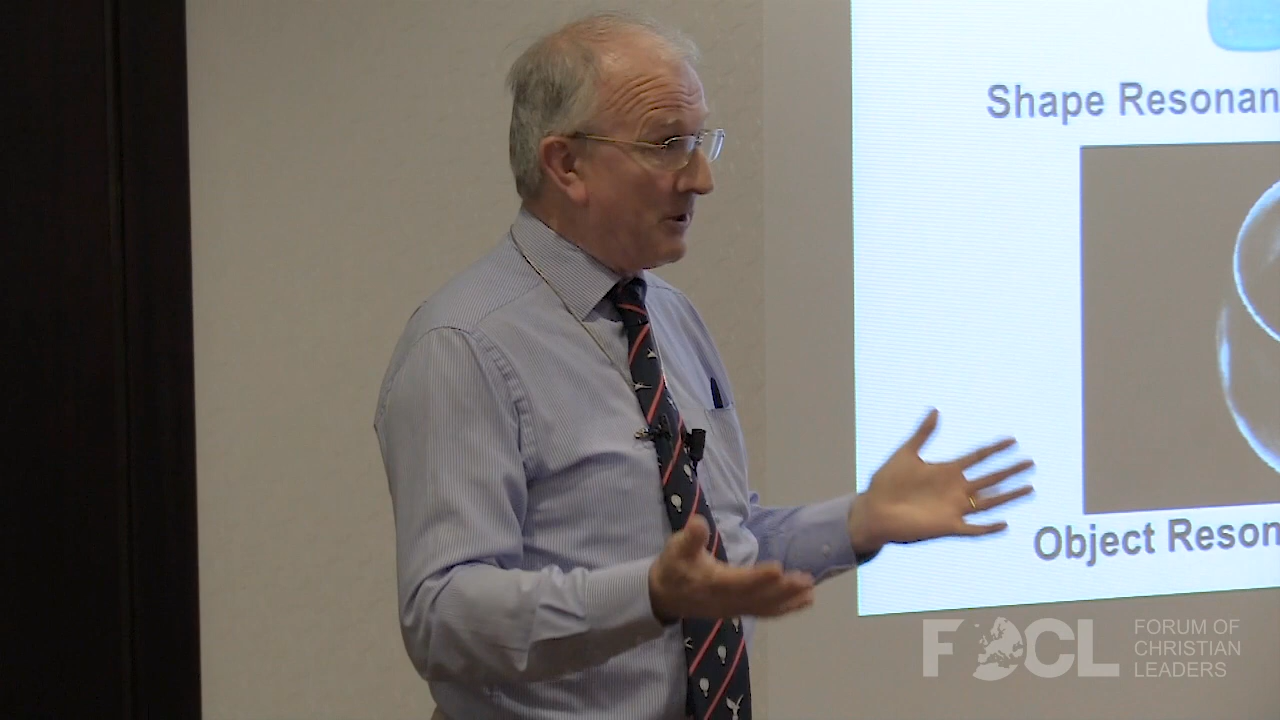 Shape Resonan
Object Reson
FOCL
FORUM OF
CHRISTIAN
LEADERS